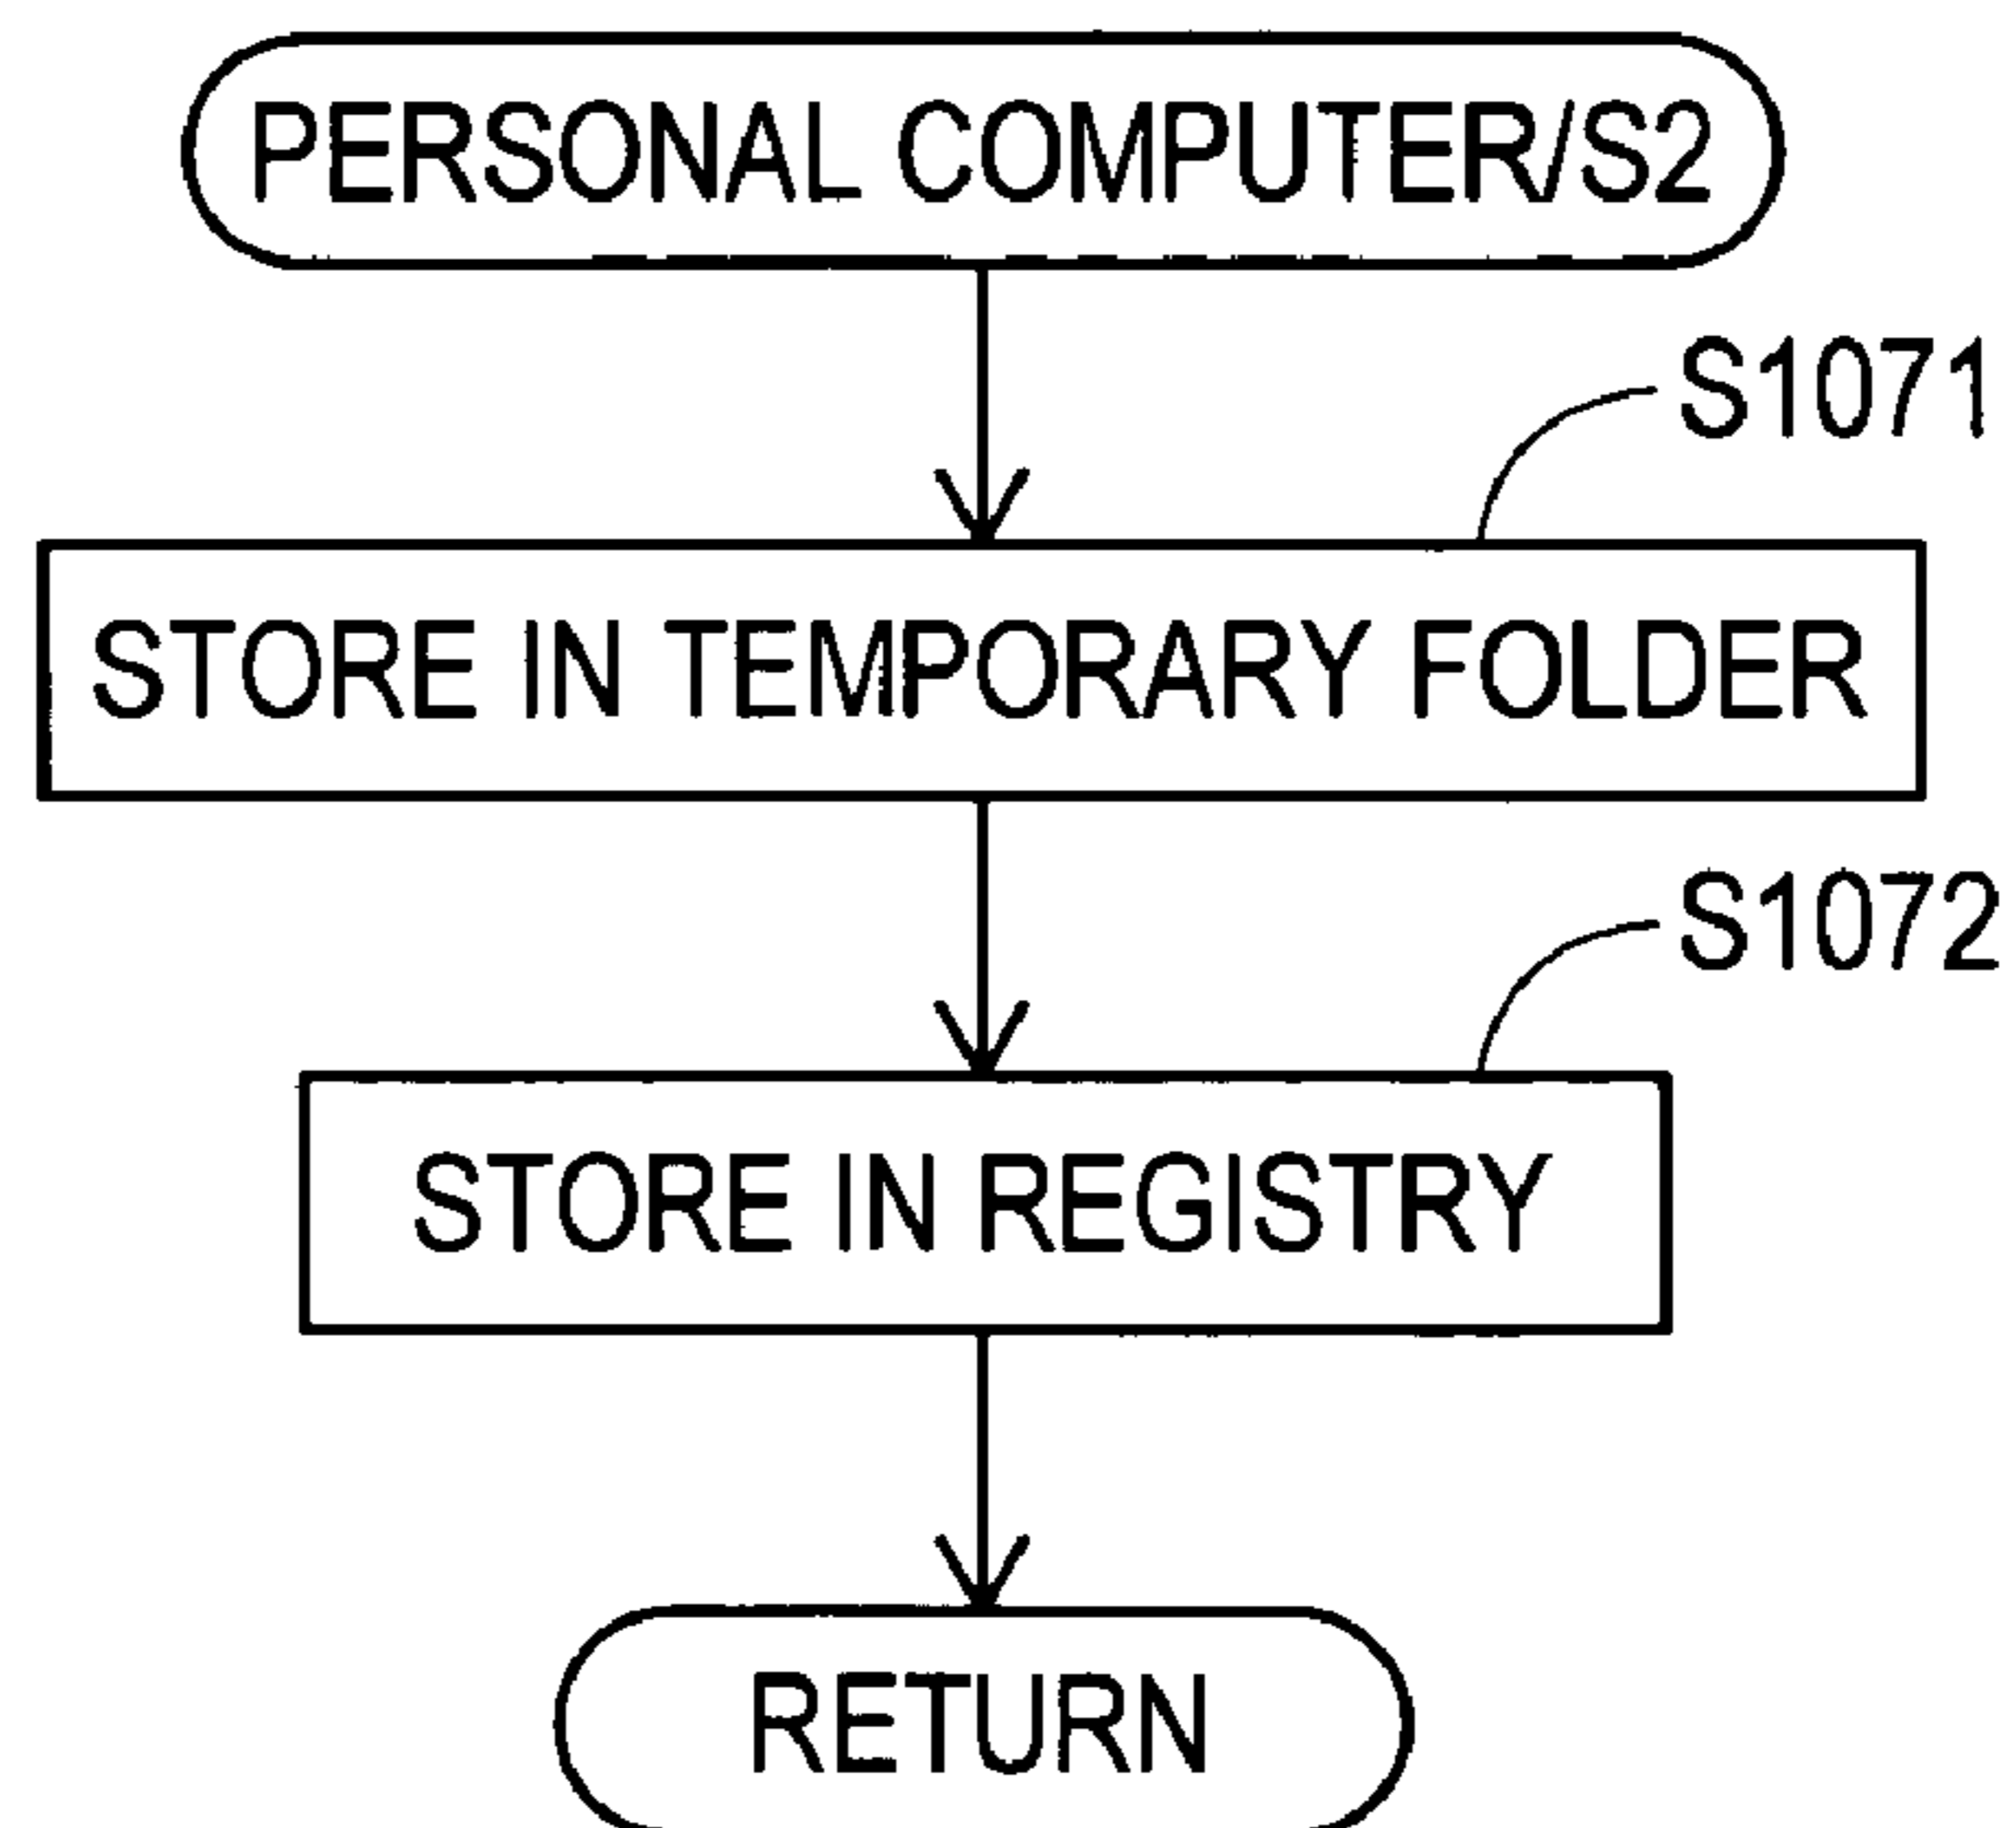 PERSONAL COMPUTER/S2
S1071
STORE IN TEMPORARY FOLDER
S1072
STORE IN REGISTRY
RETURN